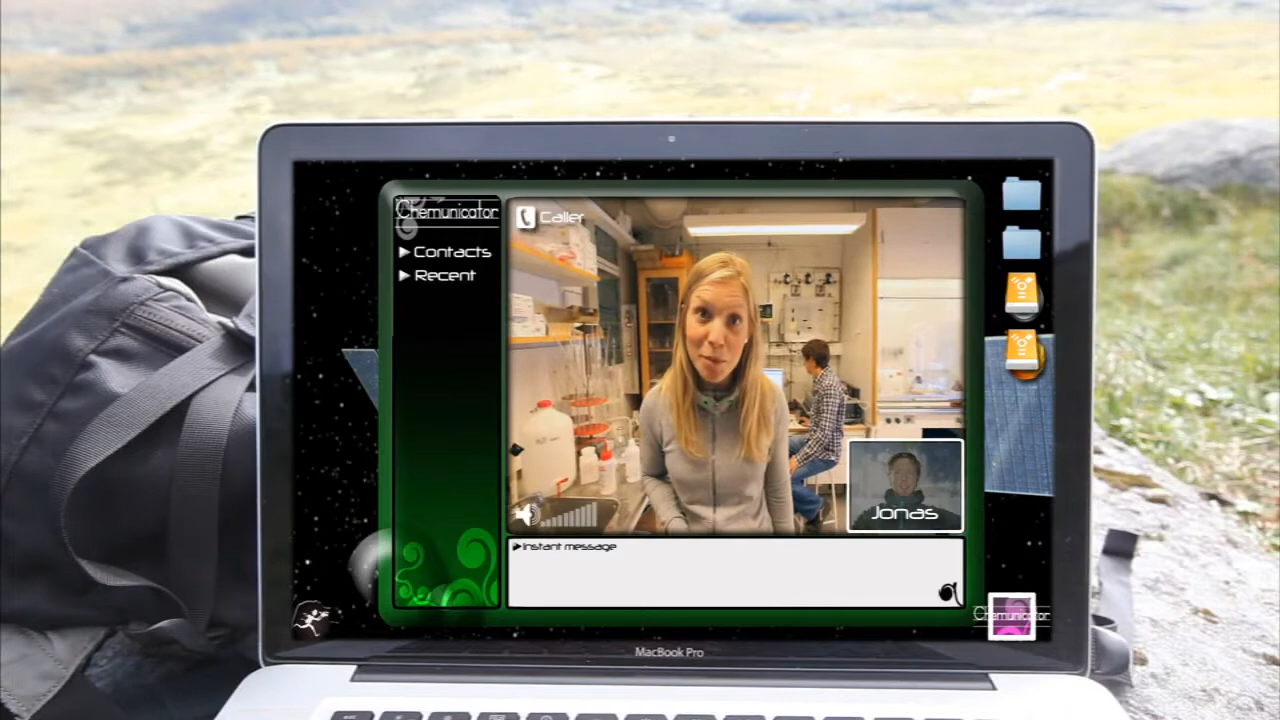 Chemunicator
Caller
Contacts
Recent
Jonas
Instant message
Chemunicator
MacBook Pro